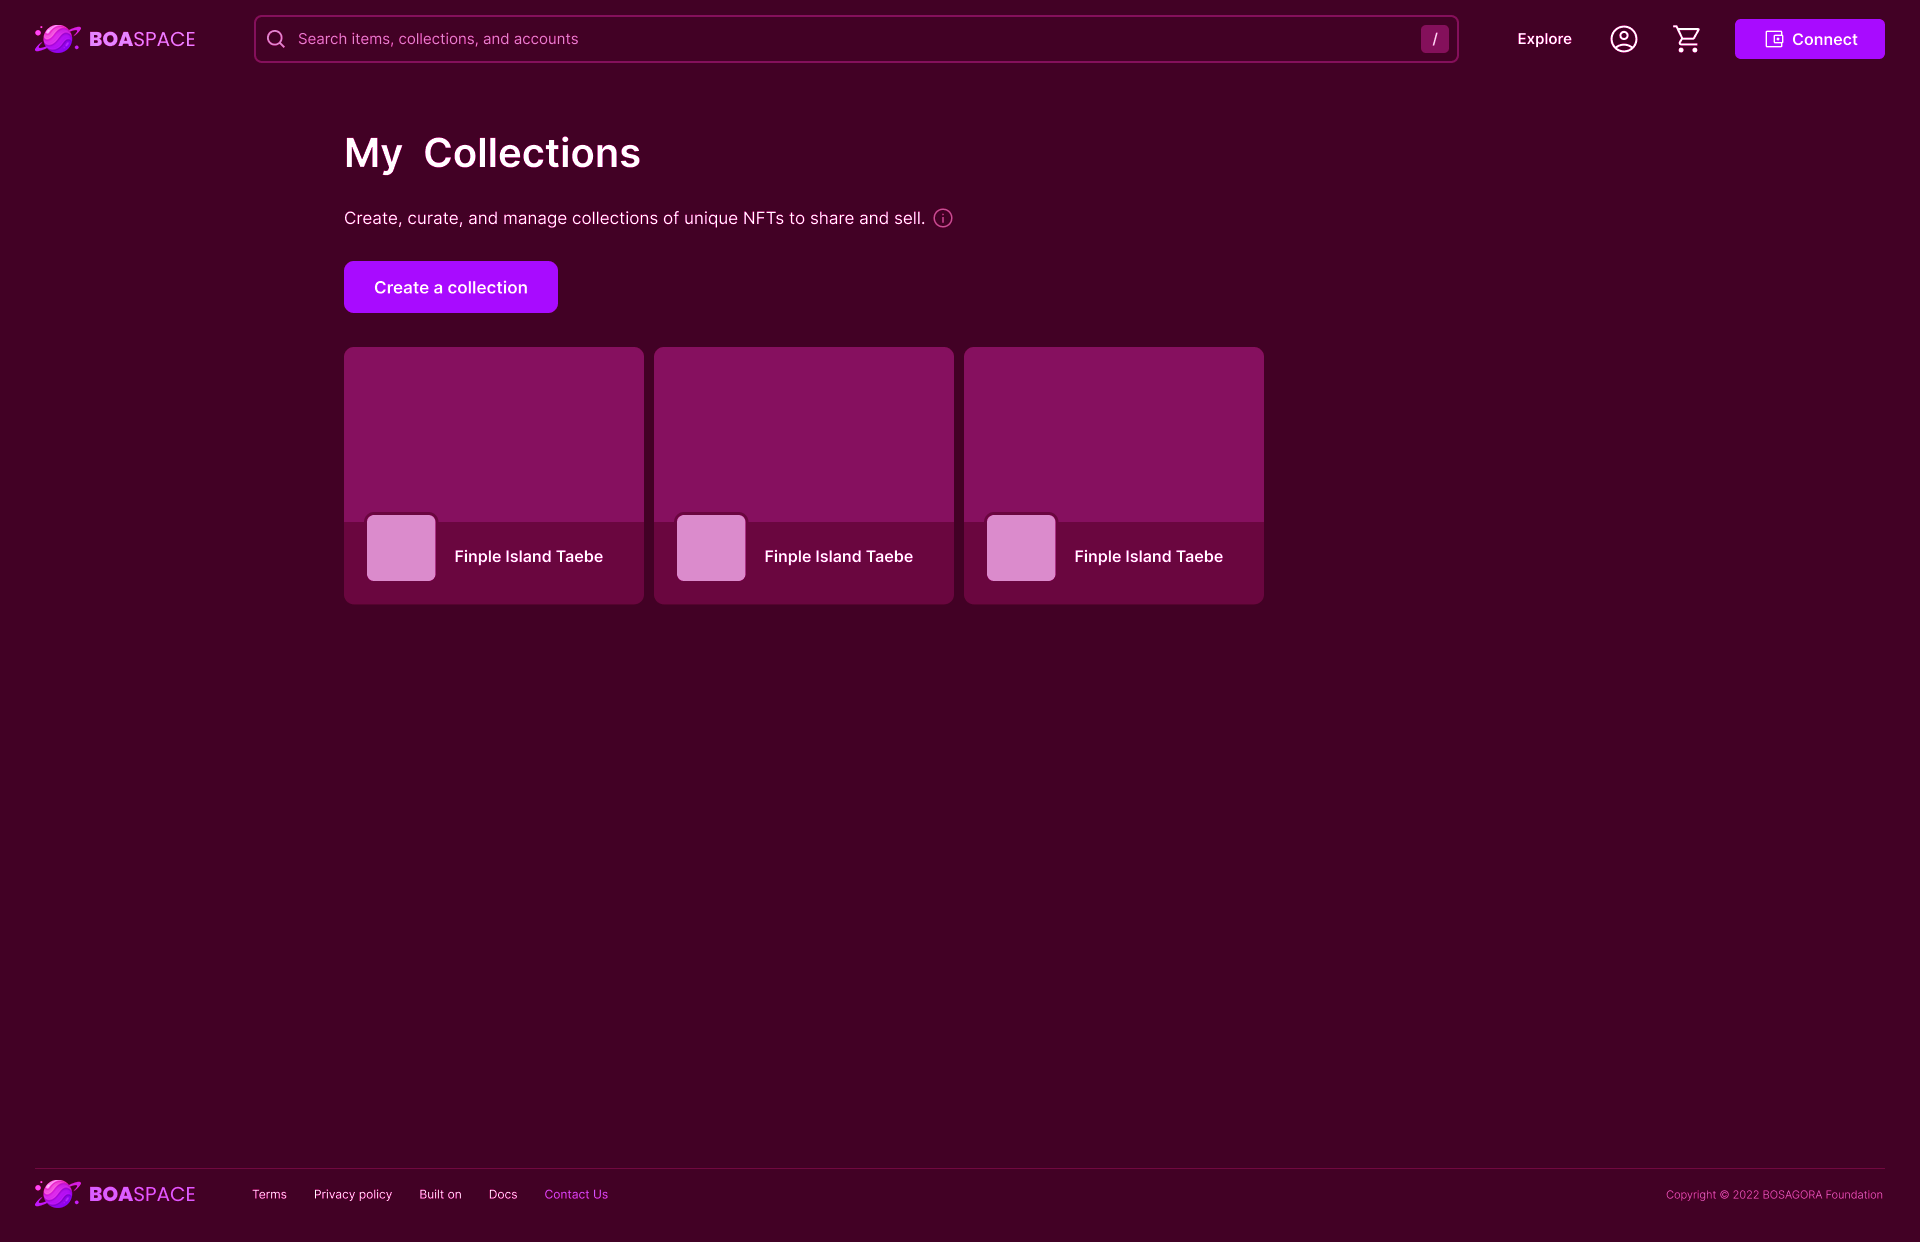 BOASPACE
Search items, collections, and accounts
/
Explore
Connect
My Collections
Create, curate, and manage collections of unique NFTs to share and sell.
Create a collection
Finple Island Taebe
Finple Island Taebe
Finple Island Taebe
BOASPACE
Terms
Privacy policy
Built on
Docs
Contact Us
Copyright © 2022 BOSAGORA Foundation